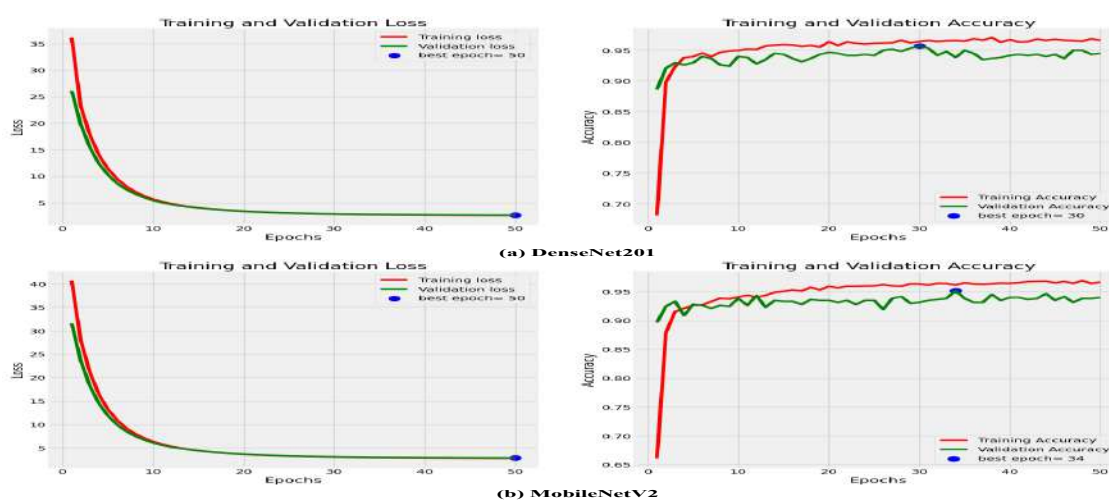 Training and Validation Loss
Training and Validation Accuracy
35
30
25
20
15
10
5
Loss
Training loss
Validation loss
best epoch= 50
0 10 20 30 40 50
Epochs
0.95
0.90
0.85
0.80
0.75
0.70
Accuracy
Training Accuracy
Validation Accuracy
best epoch= 30
0 10 20 30 40 50
Epochs
(a) DenseNet201
Training and Validation Loss
Training and Validation Accuracy
40
35
30
25
20
15
10
5
Loss
Training loss
Validation loss
best epoch= 50
0 10 20 30 40 50
Epochs
0.95
0.90
0.85
0.80
0.75
0.70
0.65
Accuracy
Training Accuracy
Validation Accuracy
best epoch= 34
0 10 20 30 40 50
Epochs
(b) MobileNetV2